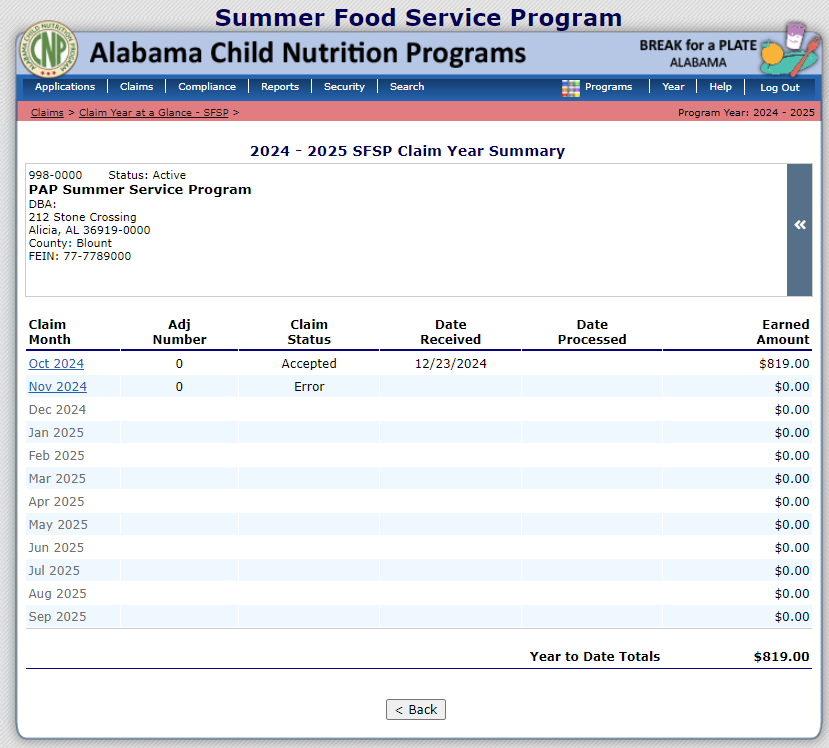 Summer Food Service Program
ALABAMA CHILD NUTRITION PROGRAMS
CNP
Alabama Child Nutrition Programs
BREAK for a PLATE
ALABAMA
Applications Claims Compliance Reports Security Search Programs Year Help Log Out
Claims > Claim Year at a Glance - SFSP > Program Year: 2024 - 2025
2024 - 2025 SFSP Claim Year Summary
998-0000 Status: Active
PAP Summer Service Program
DBA:
212 Stone Crossing
Alicia, AL 36919-0000
County: Blount
FEIN: 77-7789000
«
Claim Adj Claim Date Date Earned
Month Number Status Received Processed Amount
Oct 2024 0 Accepted 12/23/2024 $819.00
Nov 2024 0 Error $0.00
Dec 2024 $0.00
Jan 2025 $0.00
Feb 2025 $0.00
Mar 2025 $0.00
Apr 2025 $0.00
May 2025 $0.00
Jun 2025 $0.00
Jul 2025 $0.00
Aug 2025 $0.00
Sep 2025 $0.00
Year to Date Totals $819.00
< Back